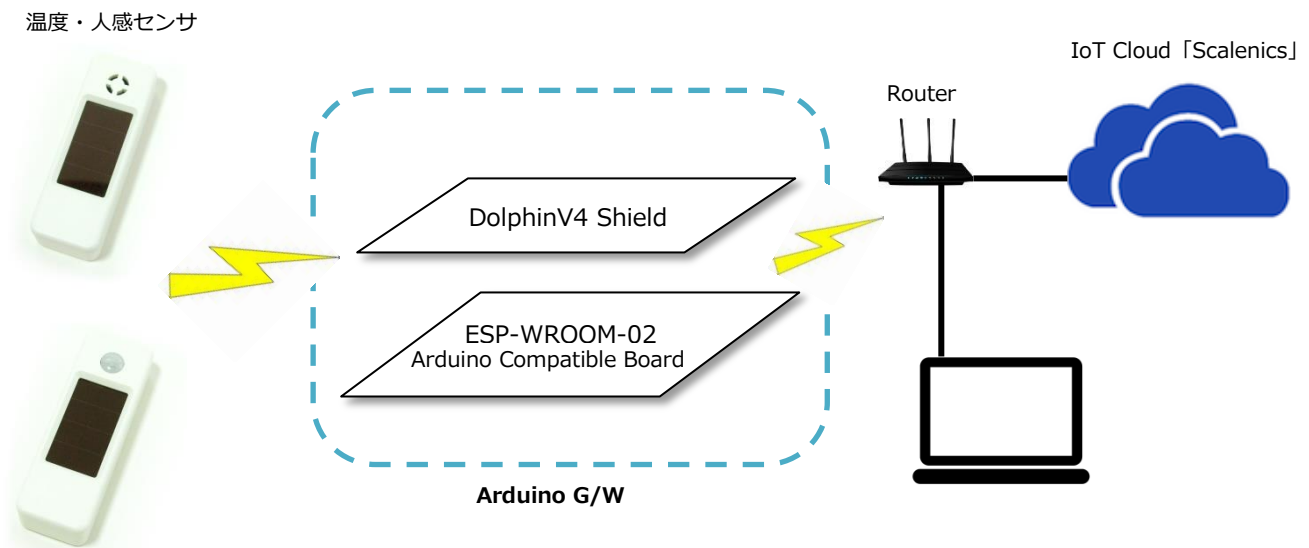 温度・人感センサ
IoT Cloud「Scalenics」
Router
DolphinV4 Shield
ESP-WROOM-02
Arduino Compatible Board
Arduino G/W